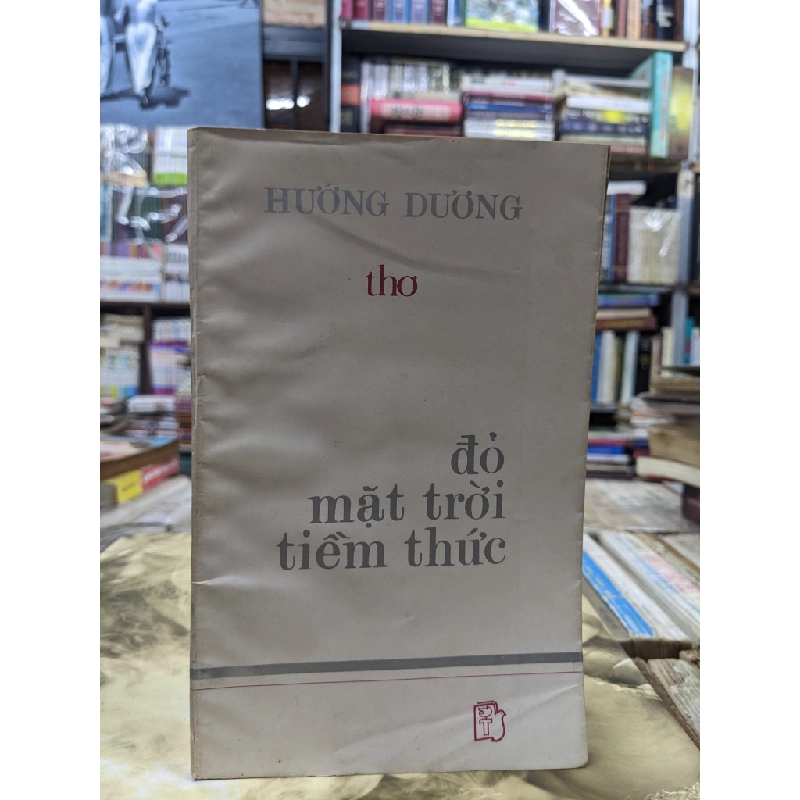 HƯỚNG DƯƠNG
thơ
đỏ
mặt trời
tiềm thức